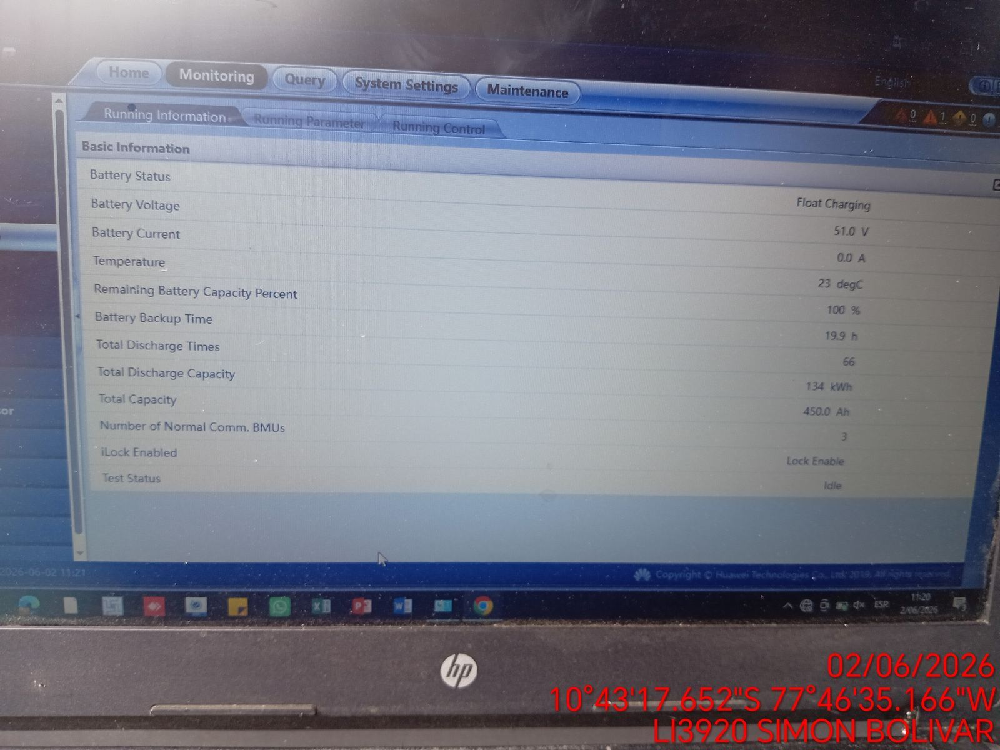 Home Monitoring Query System Settings Maintenance English
Running Information Running Parameter Running Control 0 1 0
Basic Information
Battery Status Float Charging
Battery Voltage 51.0 V
Battery Current 0.0 A
Temperature 23 degC
Remaining Battery Capacity Percent 100 %
Battery Backup Time 19.9 h
Total Discharge Times 66
Total Discharge Capacity 134 kWh
Total Capacity 450.0 Ah
Number of Normal Comm. BMUs 3
iLock Enabled Lock Enable
Test Status Idle
or
2026-06-02 11:21 Copyright © Huawei Technologies Co., Ltd. 2019. All rights reserved.
ESP 11:20
2/06/2026
hp
02/06/2026
10°43'17.652"S 77°46'35.166"W
LI3920 SIMON BOLIVAR